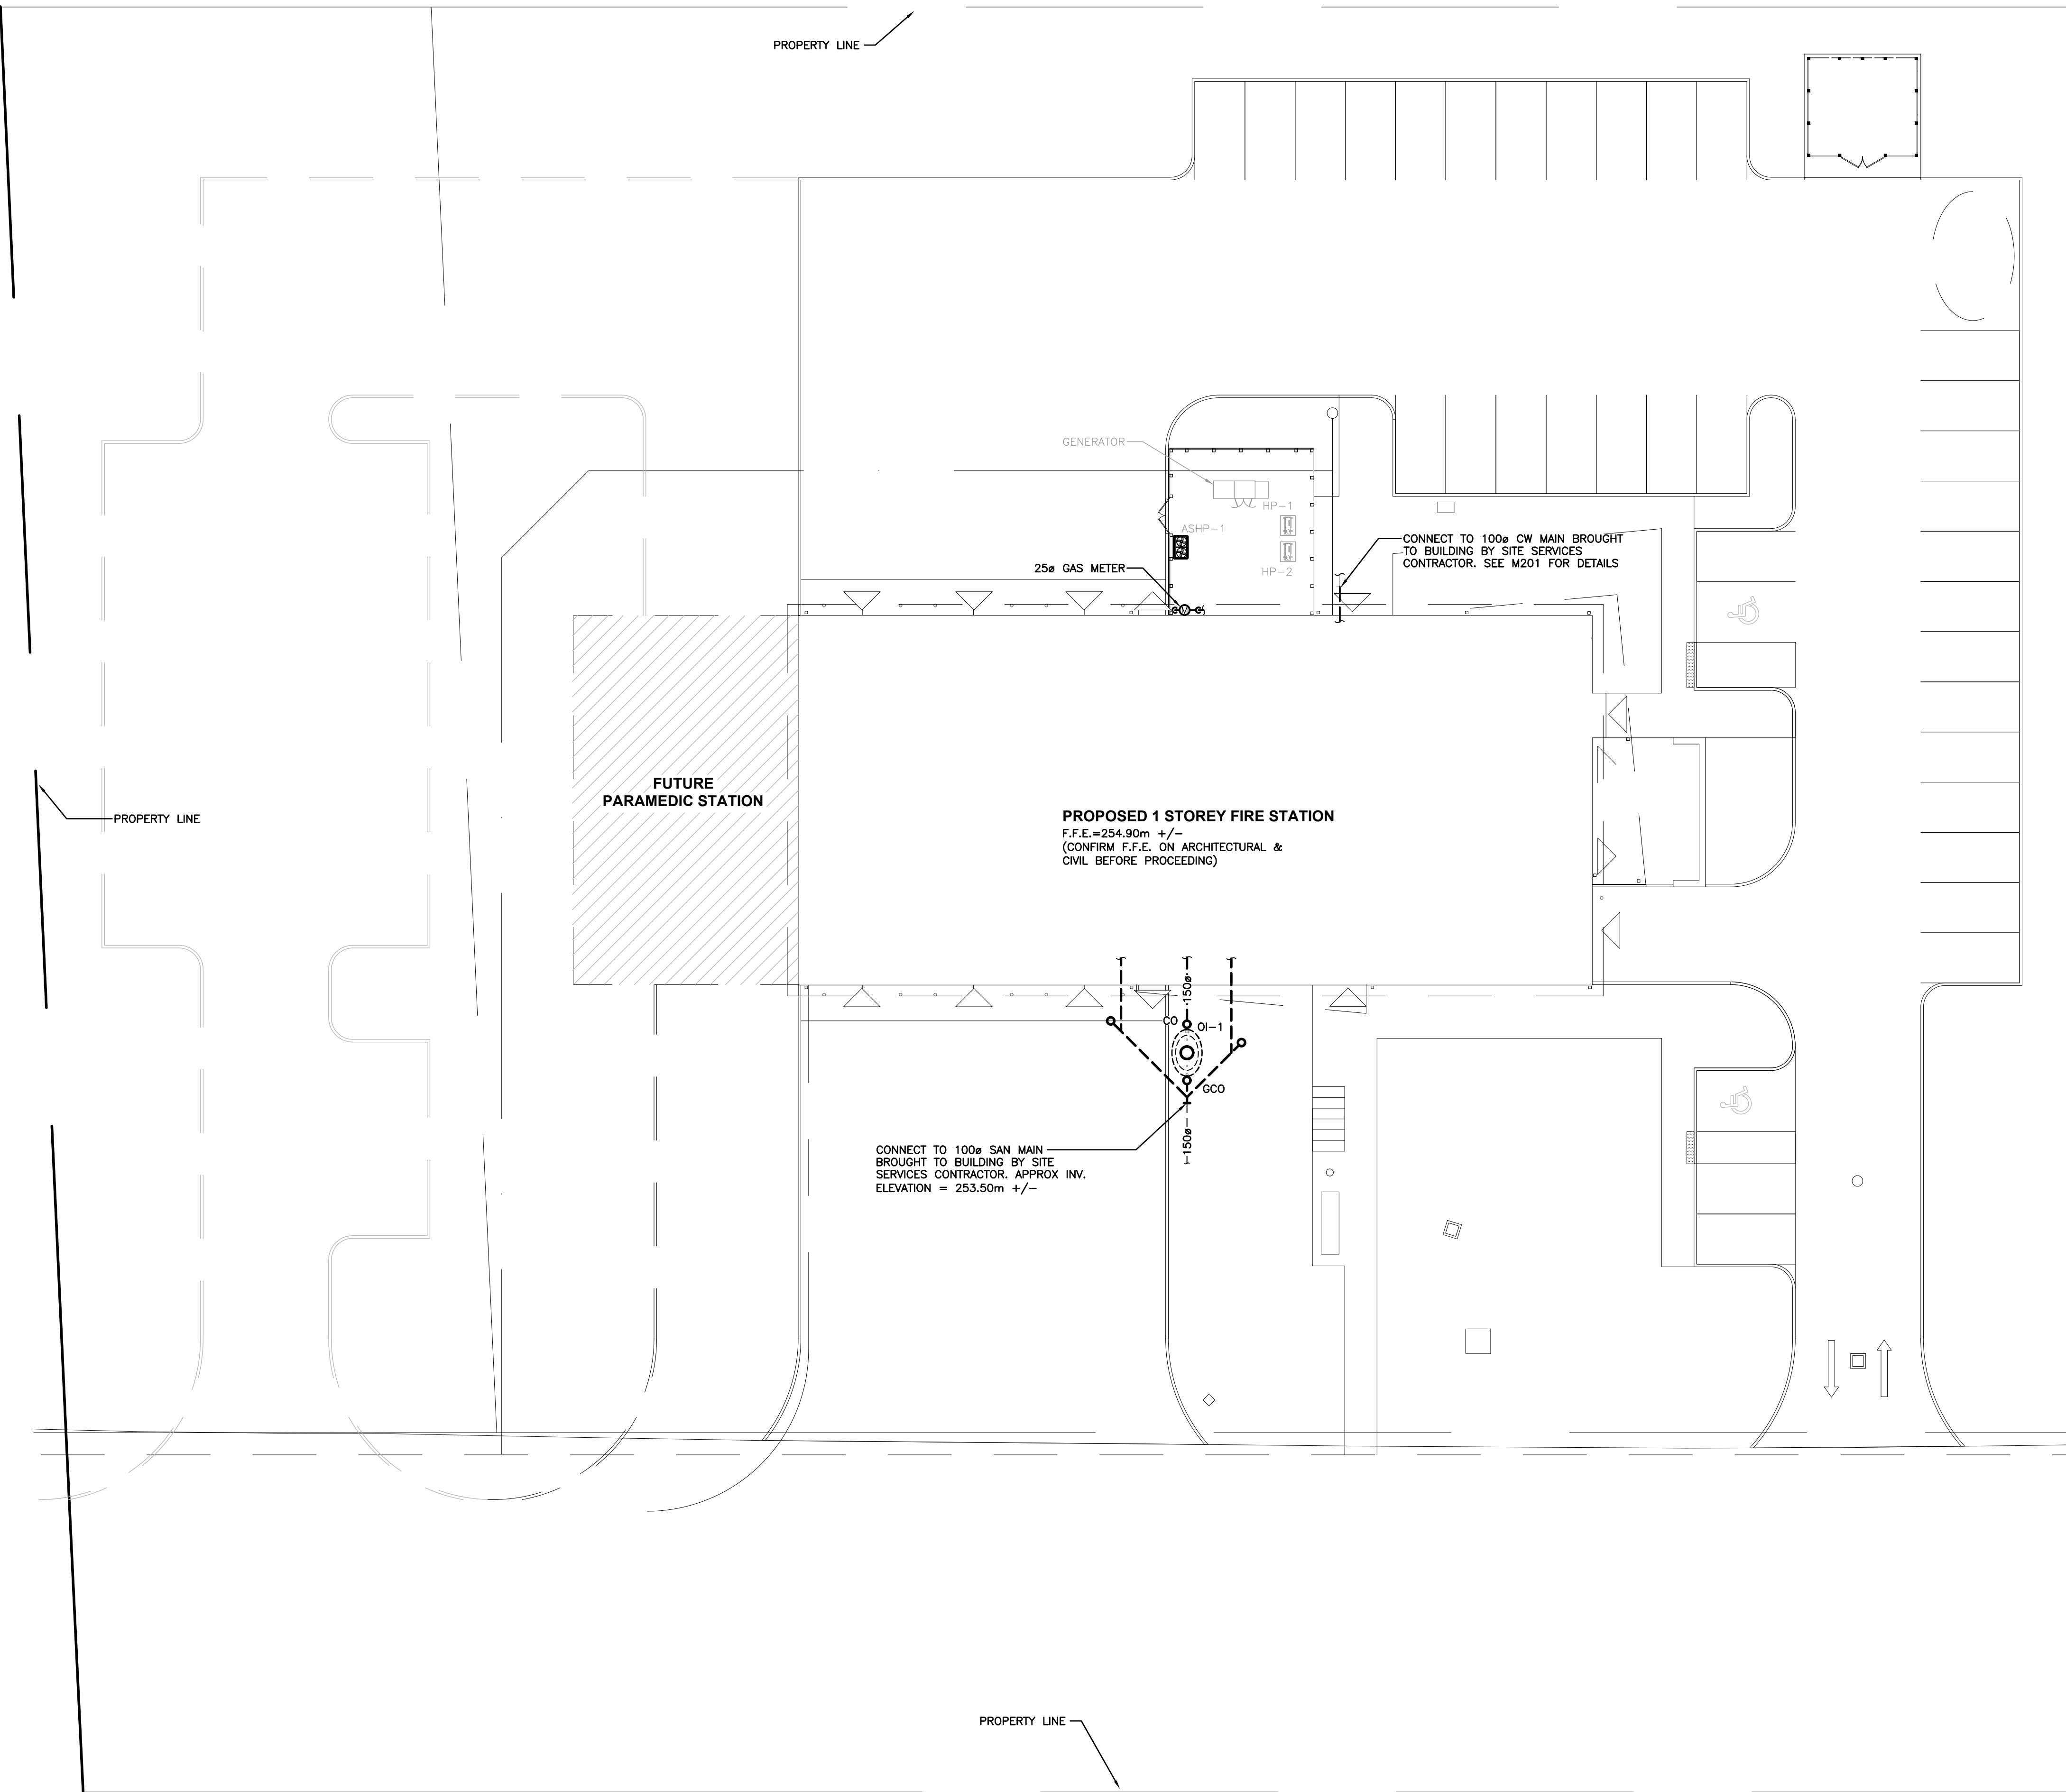 PROPERTY LINE
GENERATOR
HP-1
ASHP-1
CONNECT TO 100ø CW MAIN BROUGHT
TO BUILDING BY SITE SERVICES
CONTRACTOR. SEE M201 FOR DETAILS
25ø GAS METER
HP-2
M
FUTURE
PARAMEDIC STATION
PROPERTY LINE
PROPOSED 1 STOREY FIRE STATION
F.F.E.=254.90m +/-
(CONFIRM F.F.E. ON ARCHITECTURAL &
CIVIL BEFORE PROCEEDING)
150ø
CO
OI-1
GCO
150ø
CONNECT TO 100ø SAN MAIN
BROUGHT TO BUILDING BY SITE
SERVICES CONTRACTOR. APPROX INV.
ELEVATION = 253.50m +/-
PROPERTY LINE